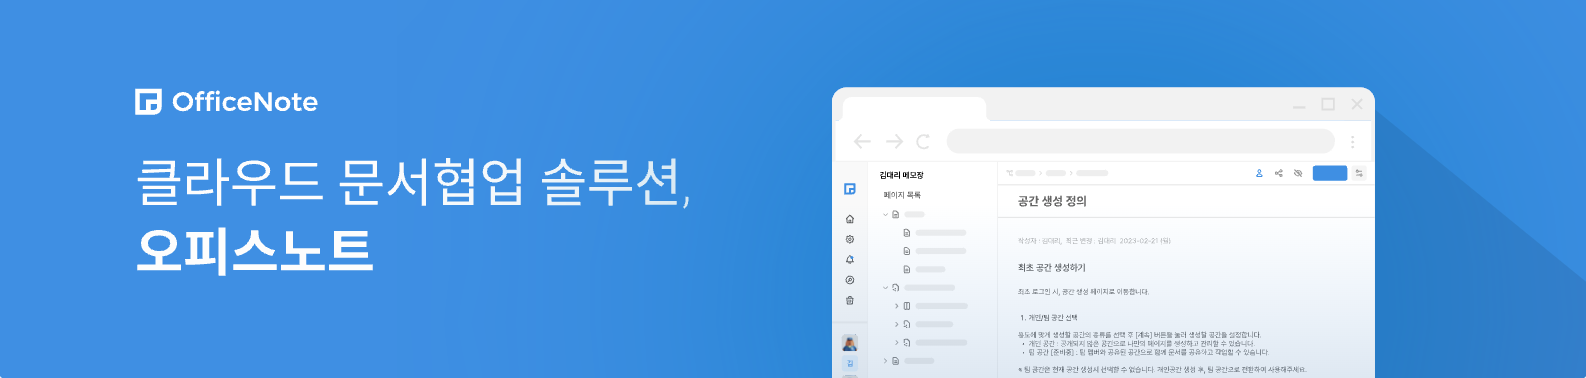 OfficeNote
클라우드 문서협업 솔루션,
오피스노트
김대리 메모장
페이지 목록
공간 생성 정의
작성자 : 김대리, 최근 변경 : 김대리 2023-02-21 (월)
최초 공간 생성하기
최초 로그인 시, 공간 생성 페이지로 이동합니다.
1. 개인/팀 공간 선택
용도에 맞게 생성할 공간의 종류를 선택 후 [계속] 버튼을 눌러 생성할 공간을 설정합니다.
• 개인 공간 : 공개되지 않은 공간으로 나만의 페이지를 생성하고 관리할 수 있습니다.
• 팀 공간 [준비중] : 팀 멤버와 공유된 공간으로 함께 문서를 공유하고 작업할 수 있습니다.
※ 팀 공간은 현재 공간 생성시 선택할 수 없습니다. 개인공간 생성 후, 팀 공간으로 전환하여 사용해주세요.
김